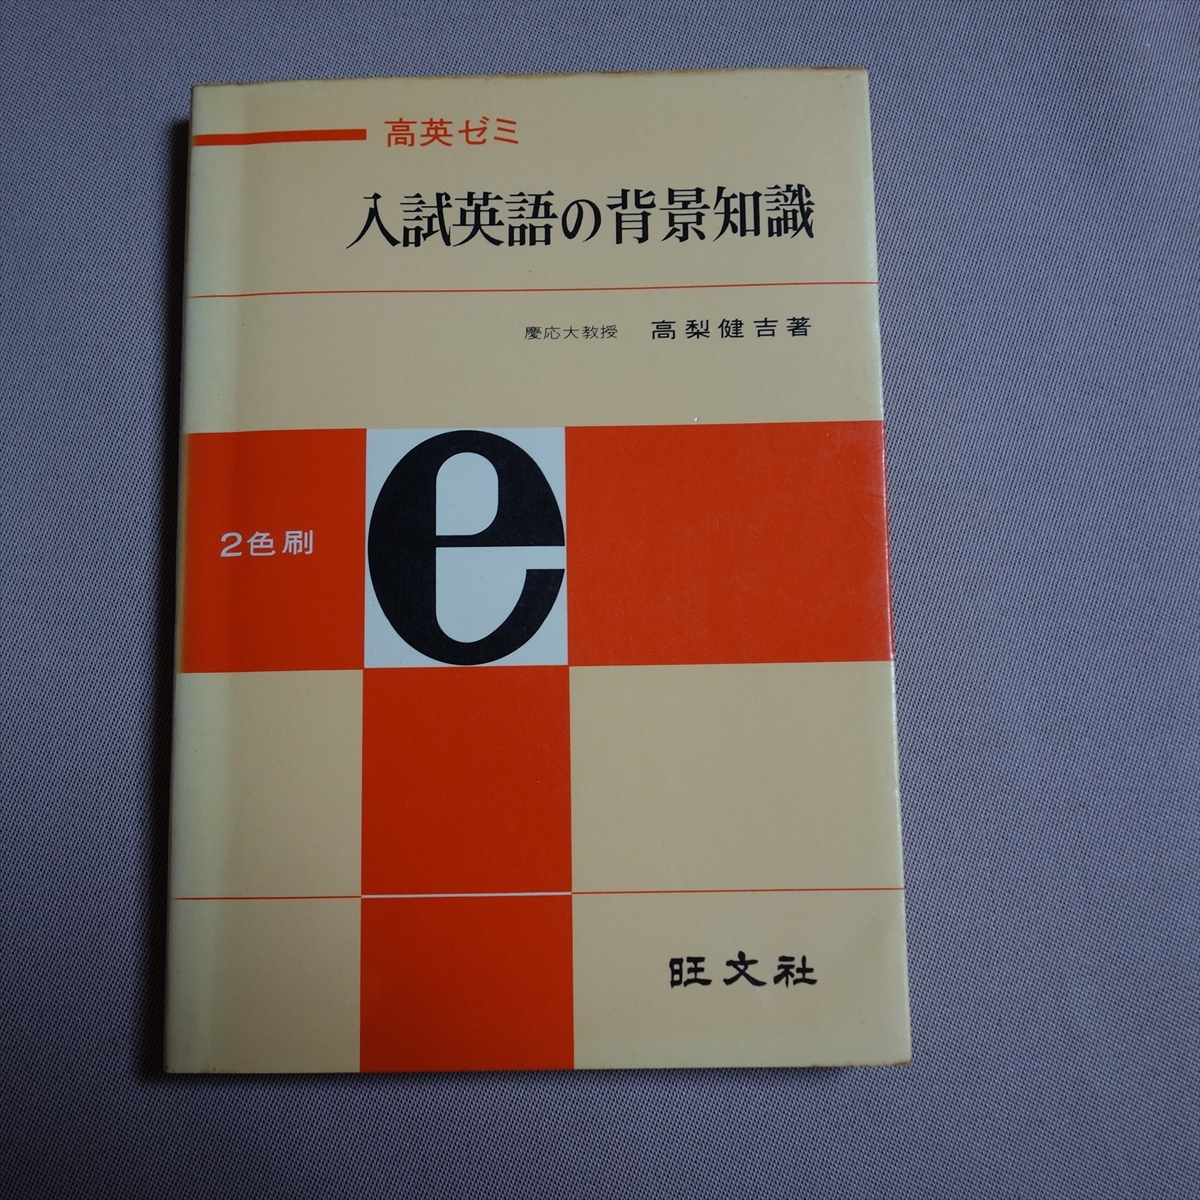 高英ゼミ
入試英語の背景知識
慶応大教授 高梨健吉著
e
2色刷
旺文社